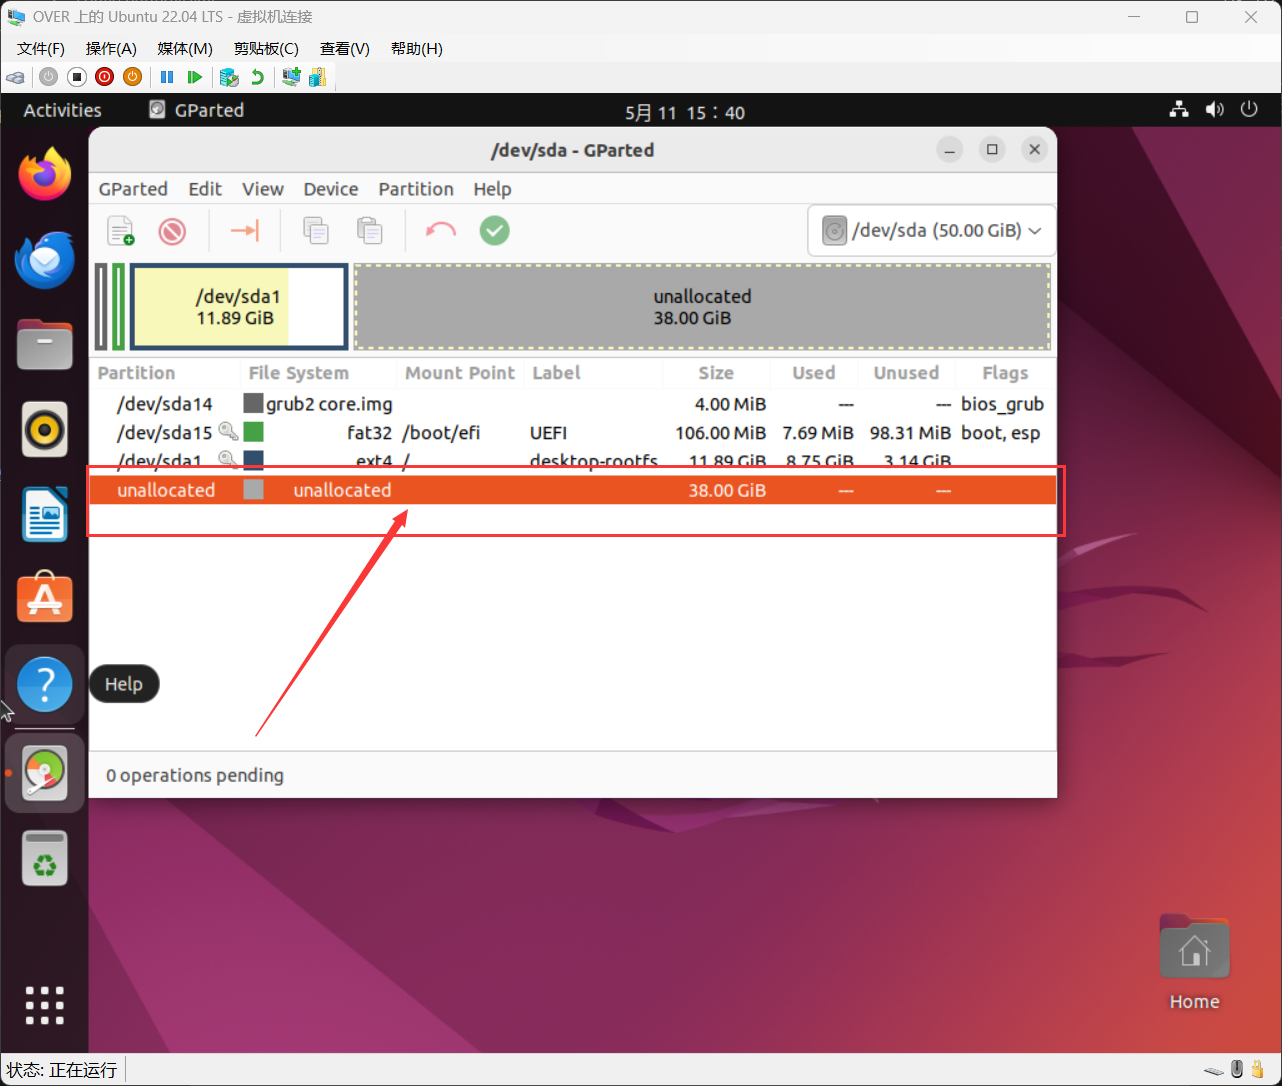 OVER 上的 Ubuntu 22.04 LTS - 虚拟机连接
文件(F) 操作(A) 媒体(M) 剪贴板(C) 查看(V) 帮助(H)
Activities GParted 5月 11 15：40
/dev/sda - GParted
GParted Edit View Device Partition Help
/dev/sda (50.00 GiB)
/dev/sda1
11.89 GiB
unallocated
38.00 GiB
Partition File System Mount Point Label Size Used Unused Flags
/dev/sda14 grub2 core.img 4.00 MiB --- --- bios_grub
/dev/sda15 fat32 /boot/efi UEFI 106.00 MiB 7.69 MiB 98.31 MiB boot, esp
/dev/sda1 ext4 / desktop-rootfs 11.89 GiB 8.75 GiB 3.14 GiB
unallocated unallocated 38.00 GiB --- ---
Help
0 operations pending
Home
状态: 正在运行